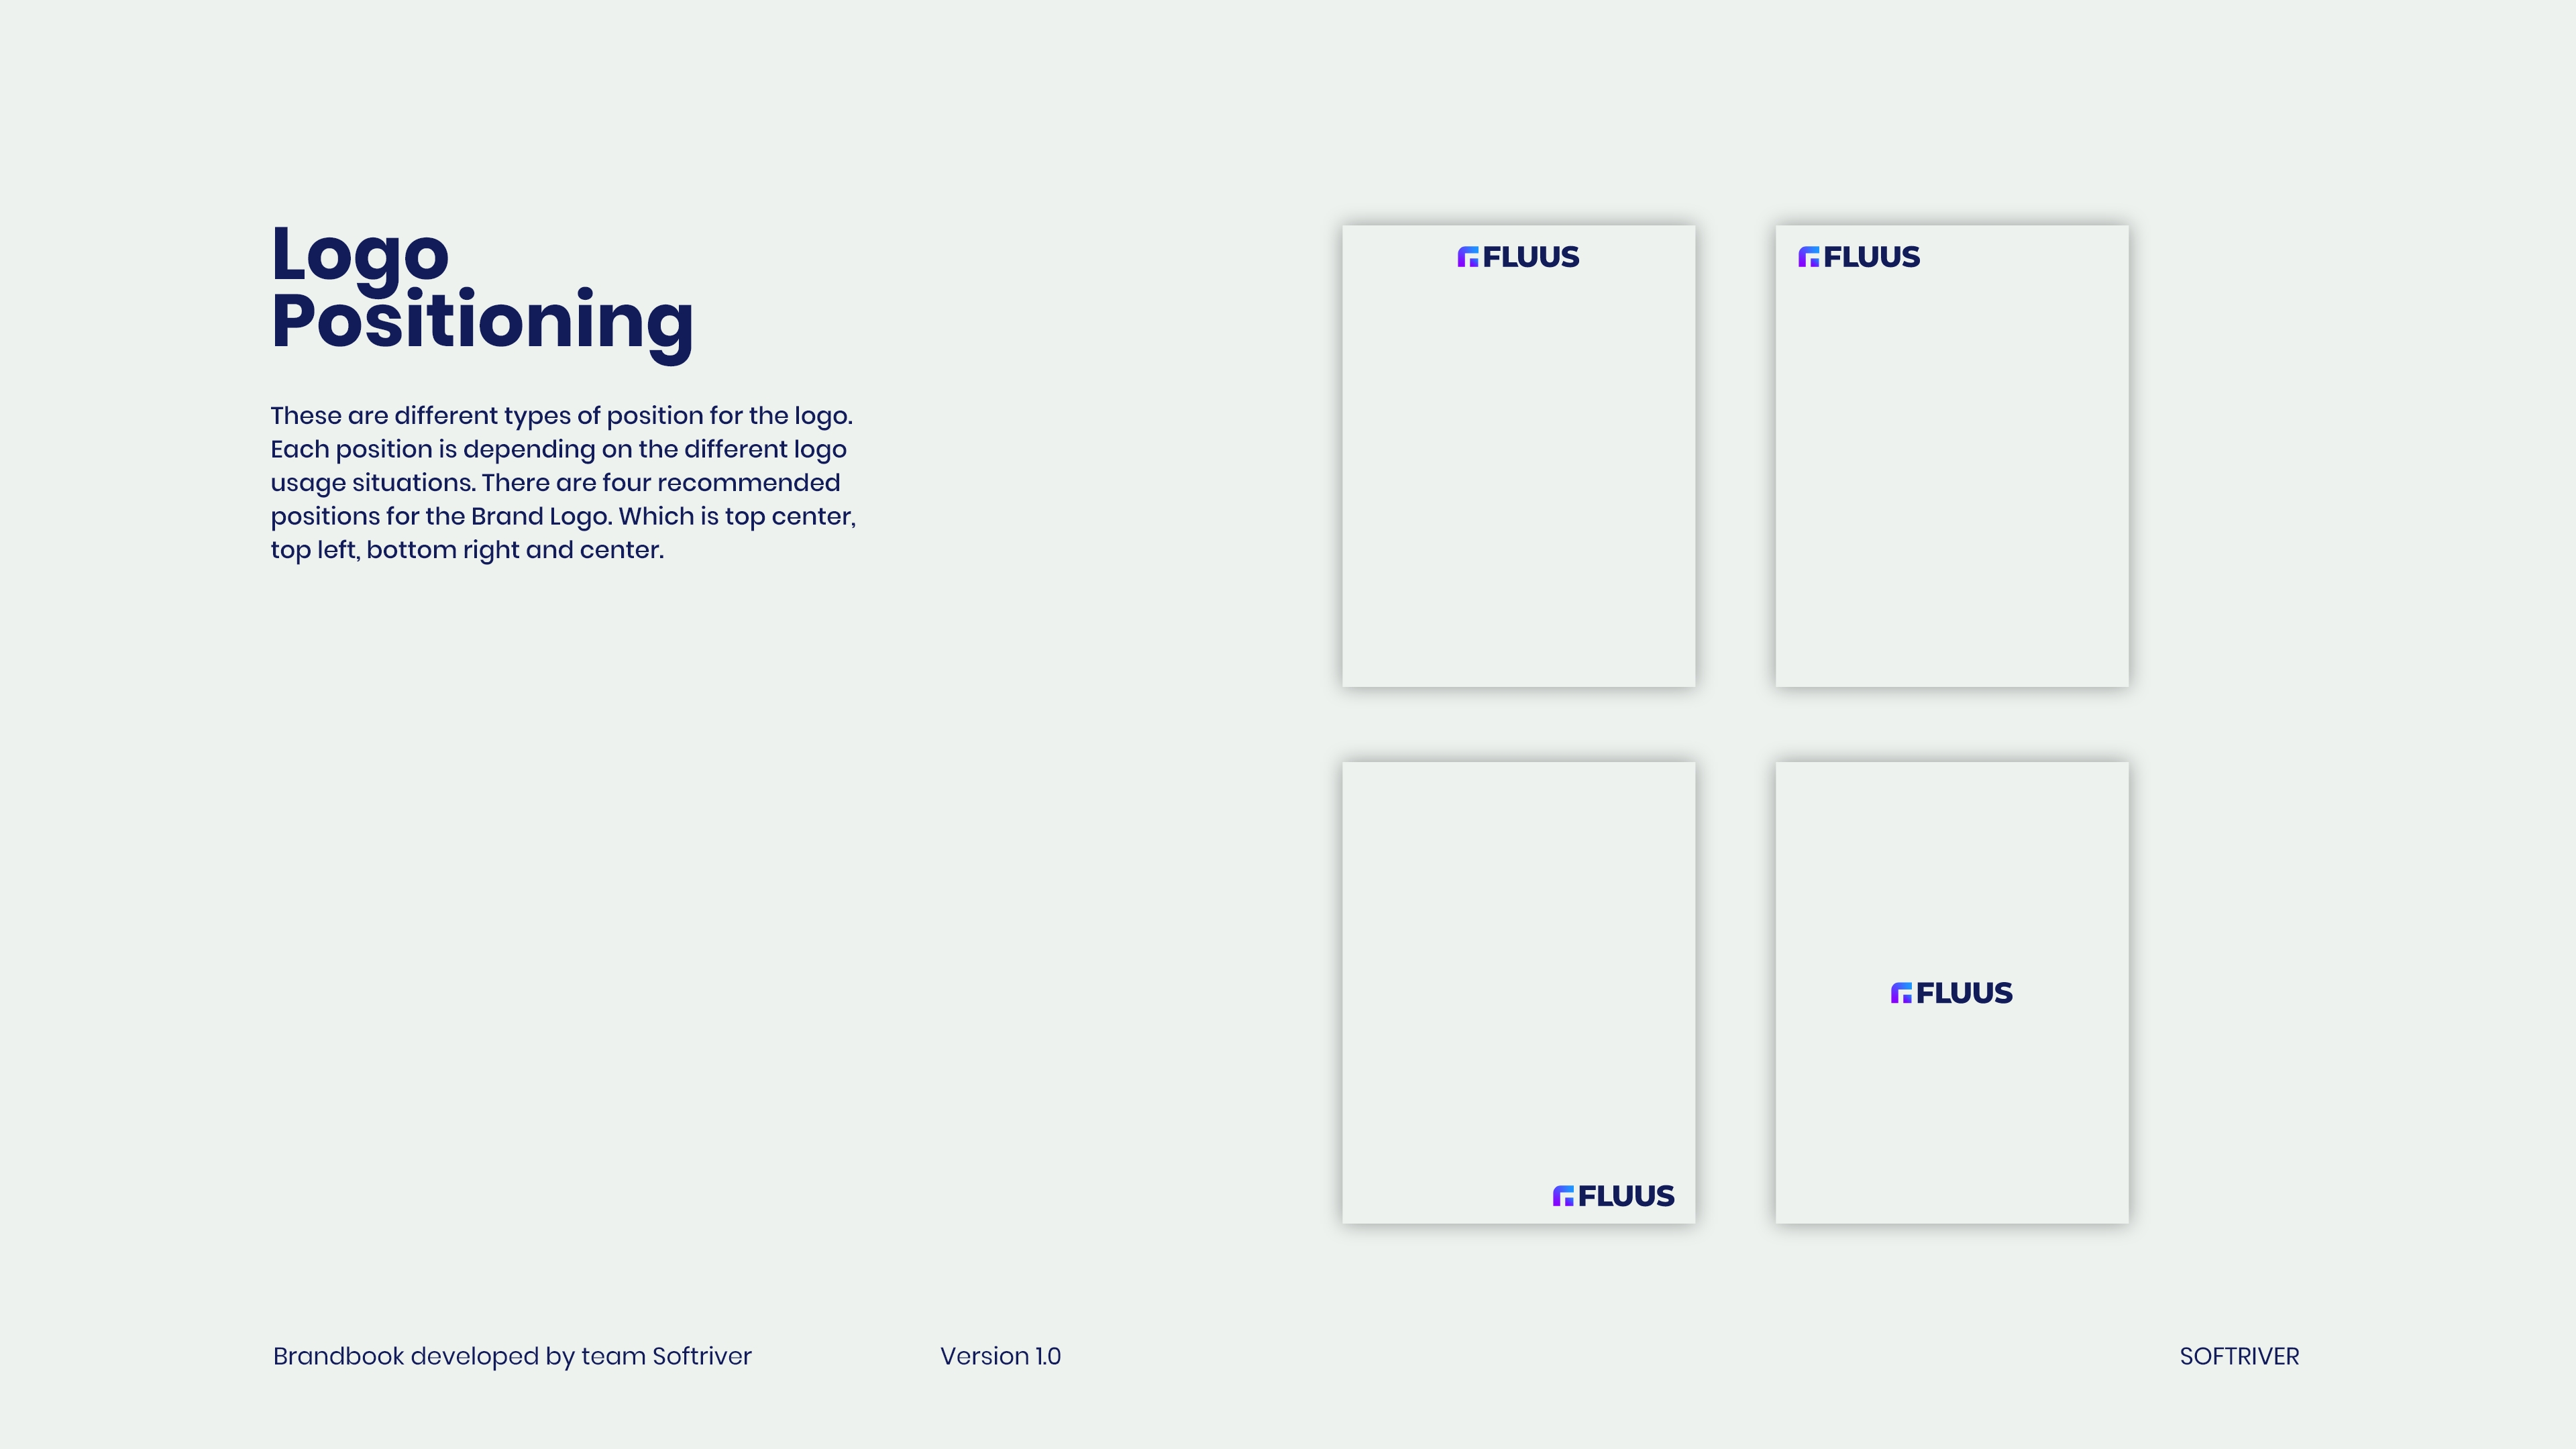 Logo
Positioning
These are different types of position for the logo.
Each position is depending on the different logo
usage situations. There are four recommended
positions for the Brand Logo. Which is top center,
top left, bottom right and center.
FLUUS
FLUUS
FLUUS
FLUUS
Brandbook developed by team Softriver
Version 1.0
SOFTRIVER